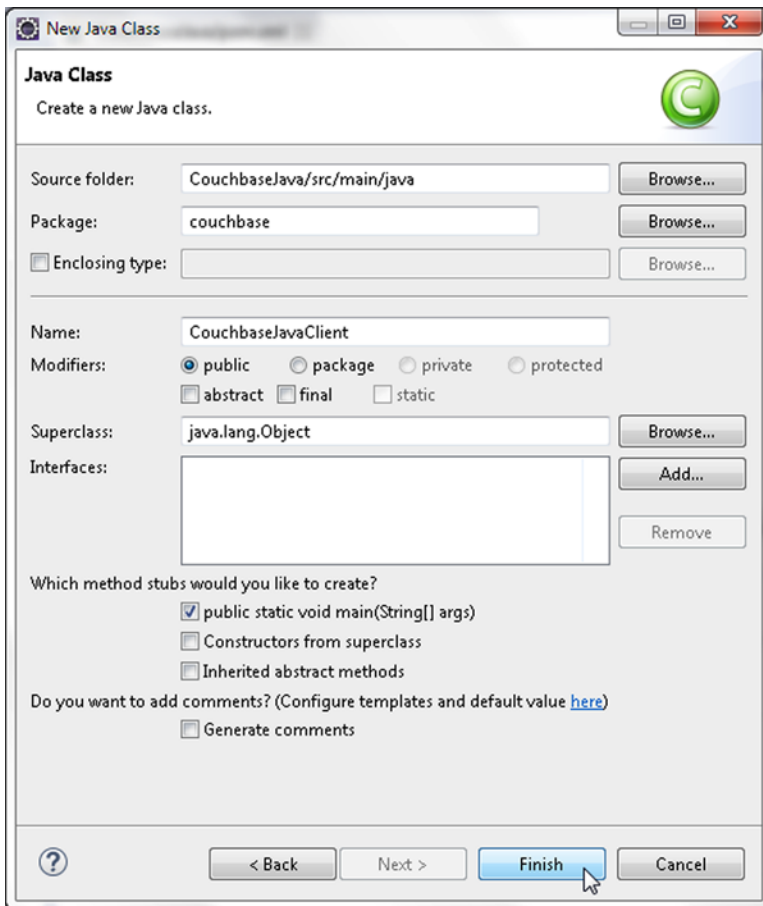 New Java Class
Java Class
Create a new Java class.
Source folder: CouchbaseJava/src/main/java Browse...
Package: couchbase Browse...
Enclosing type: Browse...
Name: CouchbaseJavaClient
Modifiers: public package private protected
abstract final static
Superclass: java.lang.Object Browse...
Interfaces: Add...
Remove
Which method stubs would you like to create?
public static void main(String[] args)
Constructors from superclass
Inherited abstract methods
Do you want to add comments? (Configure templates and default value here)
Generate comments
? < Back Next > Finish Cancel